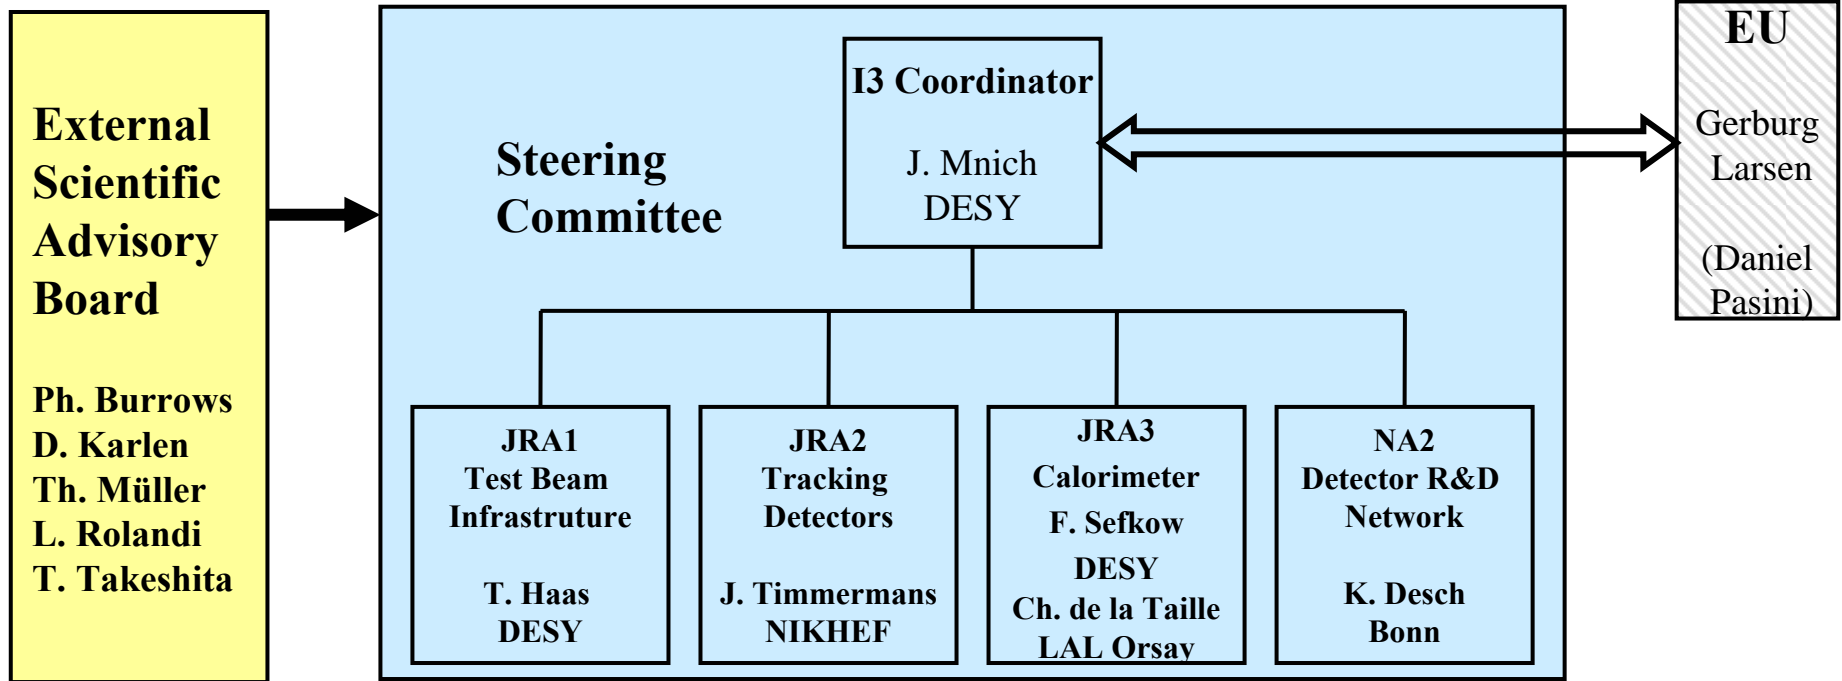 External
Scientific
Advisory
Board
Ph. Burrows
D. Karlen
Th. Müller
L. Rolandi
T. Takeshita
Steering
Committee
I3 Coordinator
J. Mnich
DESY
JRA1
Test Beam
Infrastruture
T. Haas
DESY
JRA2
Tracking
Detectors
J. Timmermans
NIKHEF
JRA3
Calorimeter
F. Sefkow
DESY
Ch. de la Taille
LAL Orsay
NA2
Detector R&D
Network
K. Desch
Bonn
EU
Gerburg
Larsen
(Daniel
Pasini)